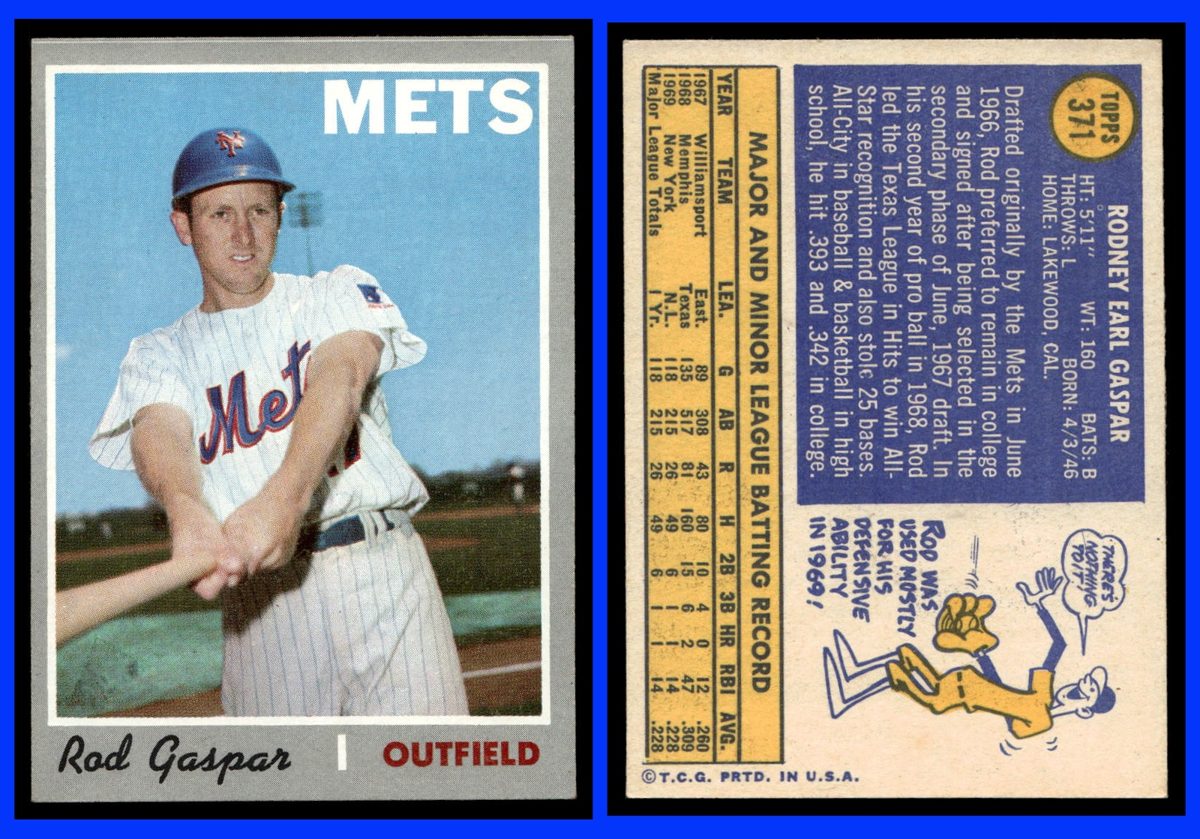 METS
NY
Mets
Rod Gaspar | OUTFIELD
TOPPS
371
RODNEY EARL GASPAR
HT: 5'11" WT: 160 BATS: B
THROWS: L BORN: 4/3/46
HOME: LAKEWOOD, CAL.
Drafted originally by the Mets in June
1966, Rod preferred to remain in college
and signed after being selected in the
secondary phase of June, 1967 draft. In
his second year of pro ball in 1968, Rod
led the Texas League in Hits to win All-
Star recognition and also stole 25 bases.
All-City in baseball & basketball in high
school, he hit 393 and .342 in college.
"THERE'S
NOTHING
TO IT"
ROD WAS
USED MOSTLY
FOR HIS
DEFENSIVE
ABILITY
IN 1969!
MAJOR AND MINOR LEAGUE BATTING RECORD
YEAR TEAM LEA. G AB R H 2B 3B HR RBI AVG.
1967 Williamsport East. 89 308 43 80 10 4 0 12 .260
1968 Memphis Texas 135 517 81 160 15 6 2 47 .309
1969 New York N.L. 118 215 26 49 6 1 1 14 .228
Major League Totals 1 Yr. 118 215 26 49 6 1 1 14 .228
© T.C.G. PRTD. IN U.S.A.